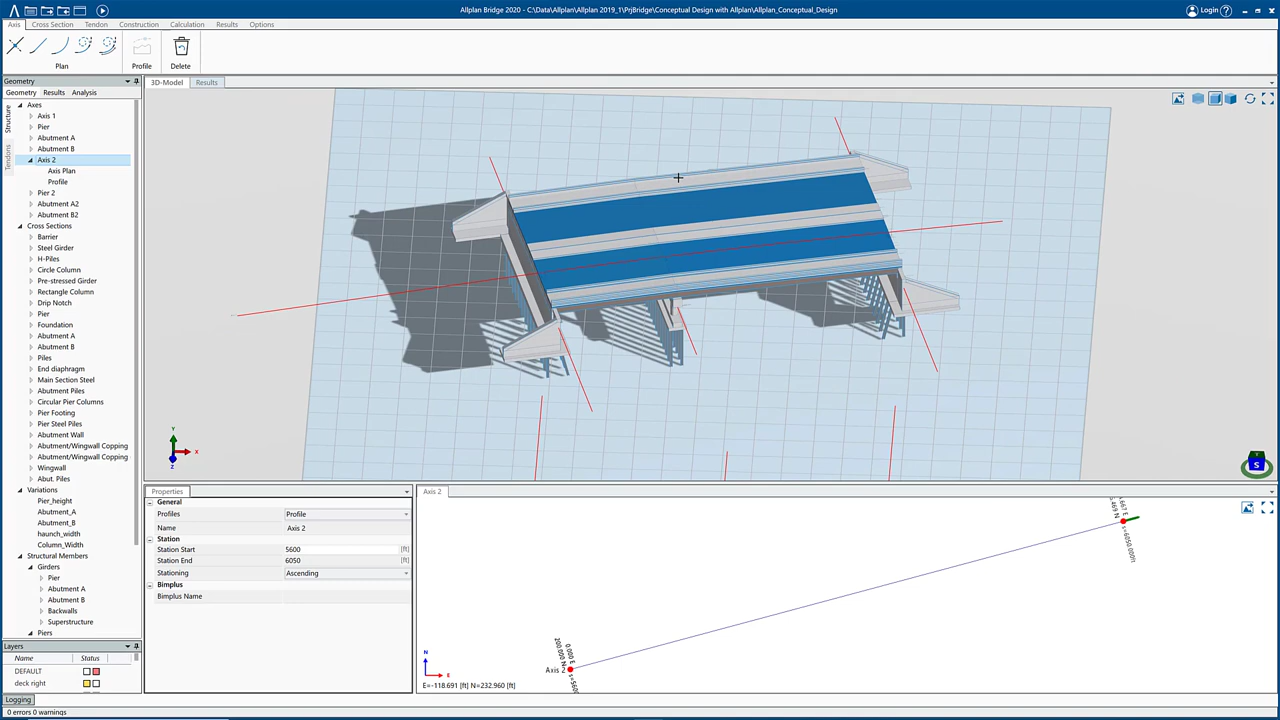 Allplan Bridge 2020 - C:\Data\Allplan\Allplan 2019_1\PrjBridge\Conceptual Design with Allplan\Allplan_Conceptual_Design
Login
Axis Cross Section Tendon Construction Calculation Results Options
Plan Profile Delete
Geometry
3D-Model Results
Geometry Results Analysis
Structure
Tendons
Axes
Axis 1
Pier
Abutment A
Abutment B
Axis 2
Axis Plan
Profile
Pier 2
Abutment A2
Abutment B2
Cross Sections
Barrier
Steel Girder
H-Piles
Circle Column
Pre-stressed Girder
Rectangle Column
Drip Notch
Pier
Foundation
Abutment A
Abutment B
Piles
End diaphragm
Main Section Steel
Abutment Piles
Circular Pier Columns
Pier Footing
Pier Steel Piles
Abutment Wall
Abutment/Wingwall Copping
Abutment/Wingwall Copping
Wingwall
Abut. Piles
Variations
Pier_height
Abutment_A
Abutment_B
haunch_width
Column_Width
Structural Members
Girders
Pier
Abutment A
Abutment B
Backwalls
Superstructure
Piers
Layers
Name Status
DEFAULT
deck right
Logging
0 errors 0 warnings
Y
X
Z
S
Properties
General
Profiles Profile
Name Axis 2
Station
Station Start 5600 [ft]
Station End 6050 [ft]
Stationing Ascending
Bimplus
Bimplus Name
Axis 2
s=6050.000ft
0.000 E
200.000 N
Axis 2
N
E
E=-118.691 [ft] N=232.960 [ft]